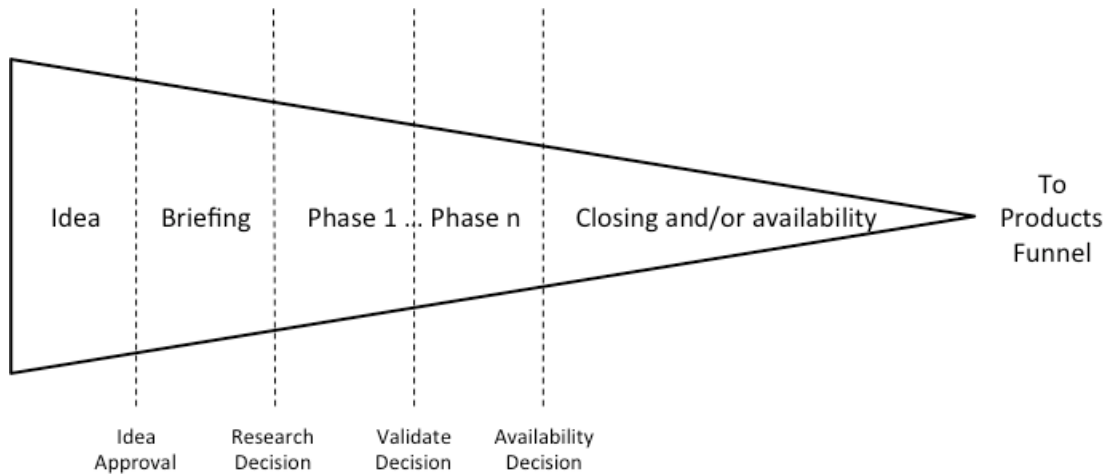 Idea
Briefing
Phase 1 ... Phase n
Closing and/or availability
To
Products
Funnel
Idea
Approval
Research
Decision
Validate
Decision
Availability
Decision